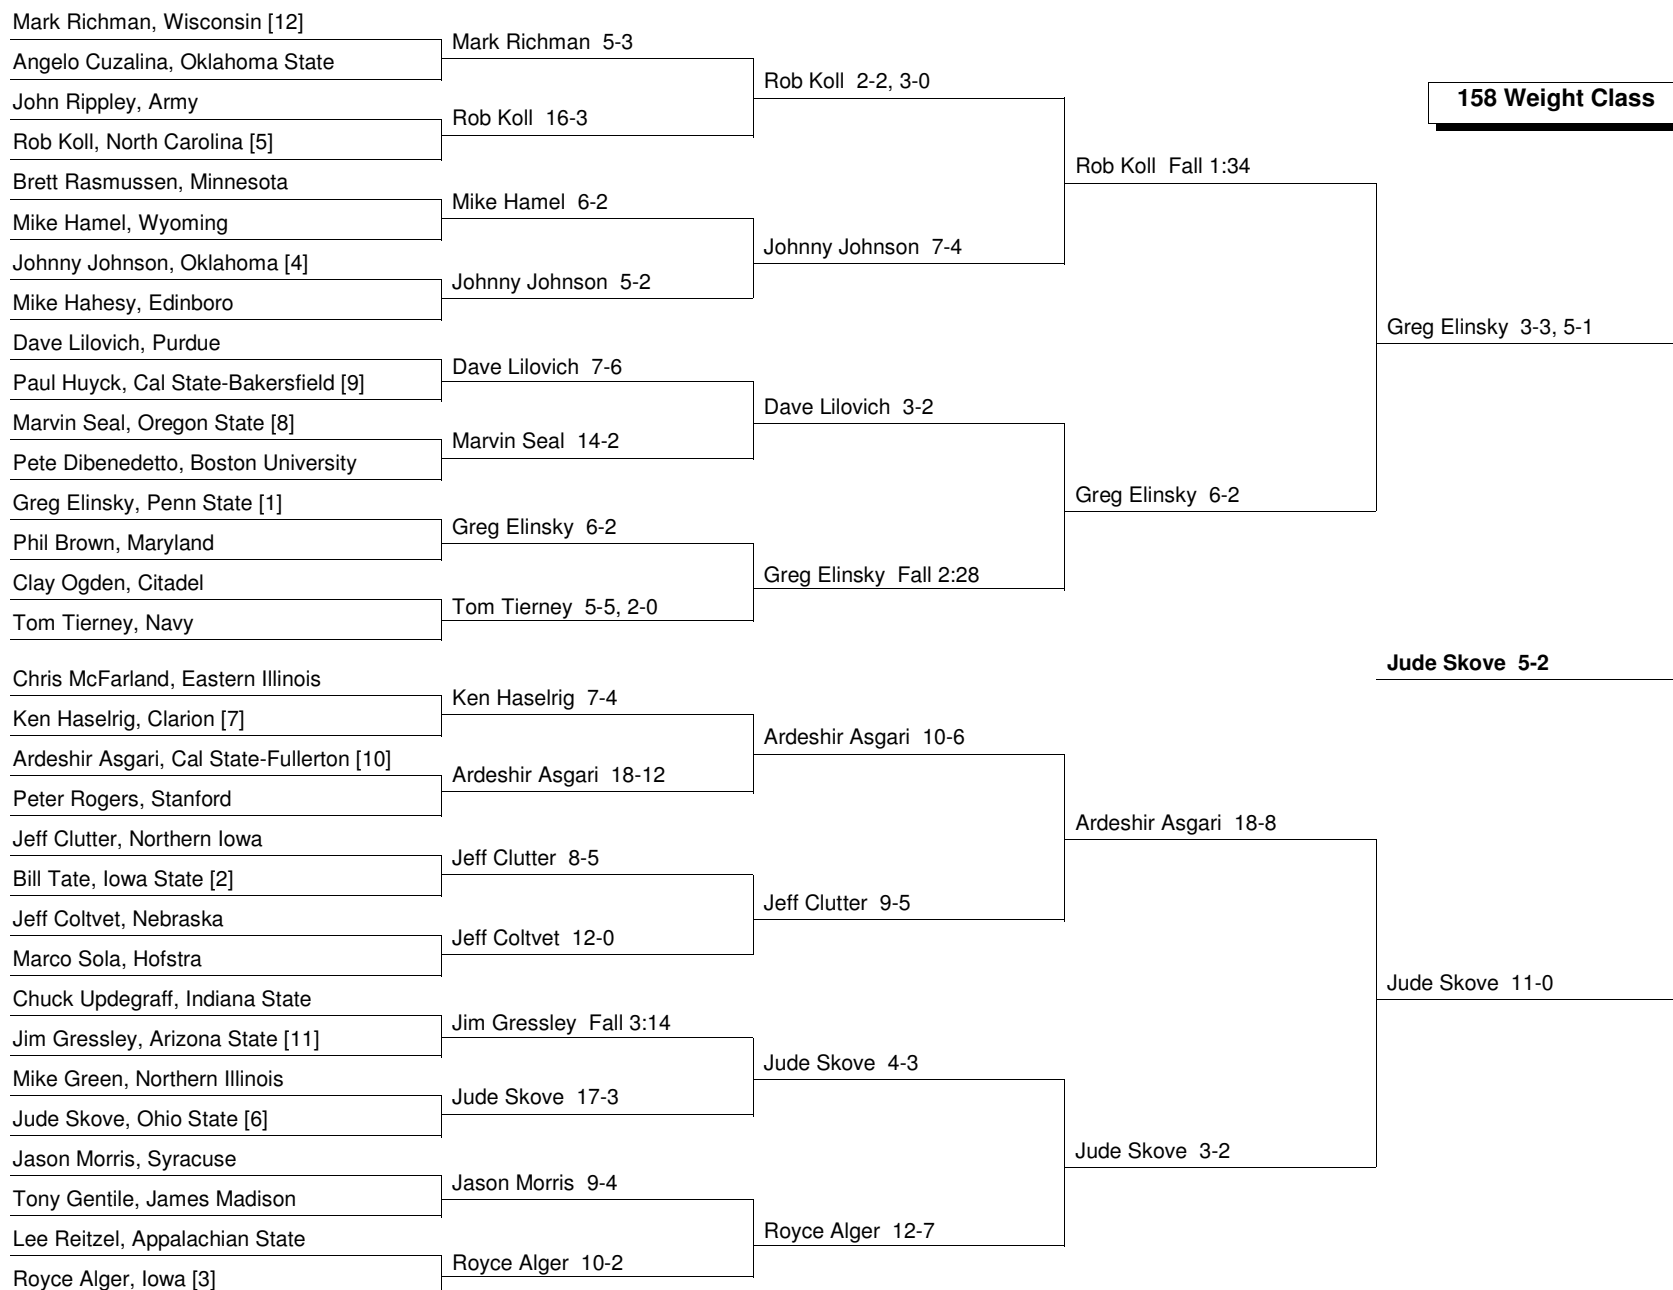 Mark Richman, Wisconsin [12]
Angelo Cuzalina, Oklahoma State
John Rippley, Army
Rob Koll, North Carolina [5]
Brett Rasmussen, Minnesota
Mike Hamel, Wyoming
Johnny Johnson, Oklahoma [4]
Mike Hahesy, Edinboro
Dave Lilovich, Purdue
Paul Huyck, Cal State-Bakersfield [9]
Marvin Seal, Oregon State [8]
Pete Dibenedetto, Boston University
Greg Elinsky, Penn State [1]
Phil Brown, Maryland
Clay Ogden, Citadel
Tom Tierney, Navy
Chris McFarland, Eastern Illinois
Ken Haselrig, Clarion [7]
Ardeshir Asgari, Cal State-Fullerton [10]
Peter Rogers, Stanford
Jeff Clutter, Northern Iowa
Bill Tate, Iowa State [2]
Jeff Coltvet, Nebraska
Marco Sola, Hofstra
Chuck Updegraff, Indiana State
Jim Gressley, Arizona State [11]
Mike Green, Northern Illinois
Jude Skove, Ohio State [6]
Jason Morris, Syracuse
Tony Gentile, James Madison
Lee Reitzel, Appalachian State
Royce Alger, Iowa [3]
Mark Richman 5-3
Rob Koll 16-3
Mike Hamel 6-2
Johnny Johnson 5-2
Dave Lilovich 7-6
Marvin Seal 14-2
Greg Elinsky 6-2
Tom Tierney 5-5, 2-0
Ken Haselrig 7-4
Ardeshir Asgari 18-12
Jeff Clutter 8-5
Jeff Coltvet 12-0
Jim Gressley Fall 3:14
Jude Skove 17-3
Jason Morris 9-4
Royce Alger 10-2
Rob Koll 2-2, 3-0
Johnny Johnson 7-4
Dave Lilovich 3-2
Greg Elinsky Fall 2:28
Ardeshir Asgari 10-6
Jeff Clutter 9-5
Jude Skove 4-3
Royce Alger 12-7
Rob Koll Fall 1:34
Greg Elinsky 6-2
Ardeshir Asgari 18-8
Jude Skove 3-2
158 Weight Class
Greg Elinsky 3-3, 5-1
Jude Skove 5-2
Jude Skove 11-0